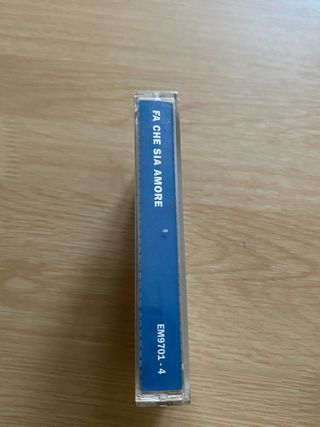 FA CHE SIA AMORE
EM9701 - 4